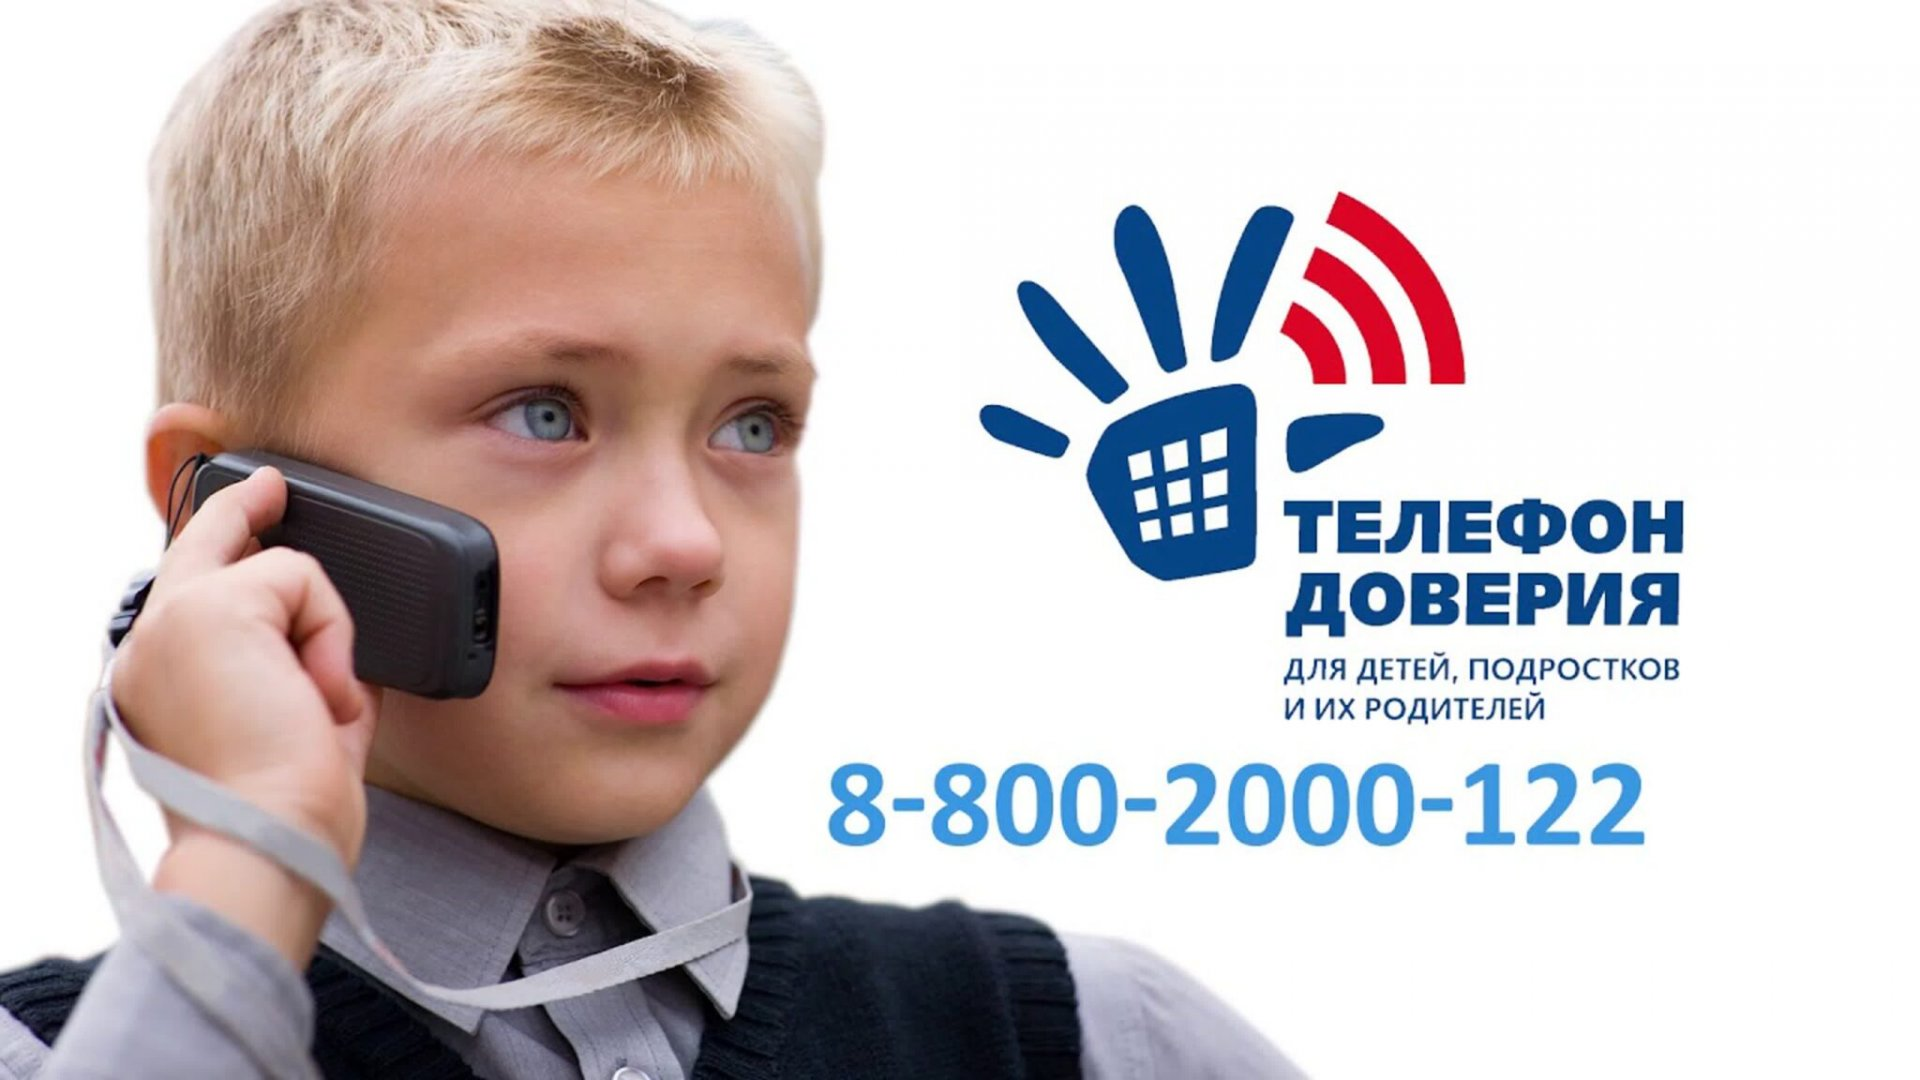 ТЕЛЕФОН
ДОВЕРИЯ
ДЛЯ ДЕТЕЙ, ПОДРОСТКОВ
И ИХ РОДИТЕЛЕЙ
8-800-2000-122